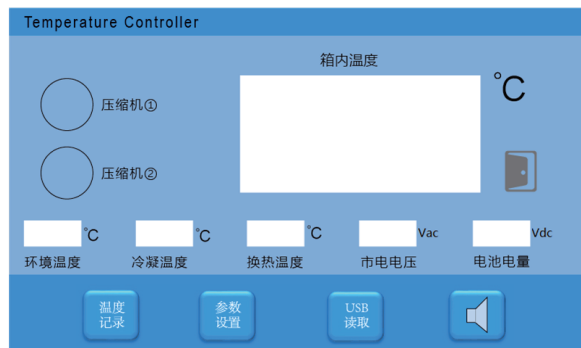 Temperature Controller
箱内温度
°C
压缩机①
压缩机②
°C
°C
°C
Vac
Vdc
环境温度
冷凝温度
换热温度
市电电压
电池电量
温度
记录
参数
设置
USB
读取